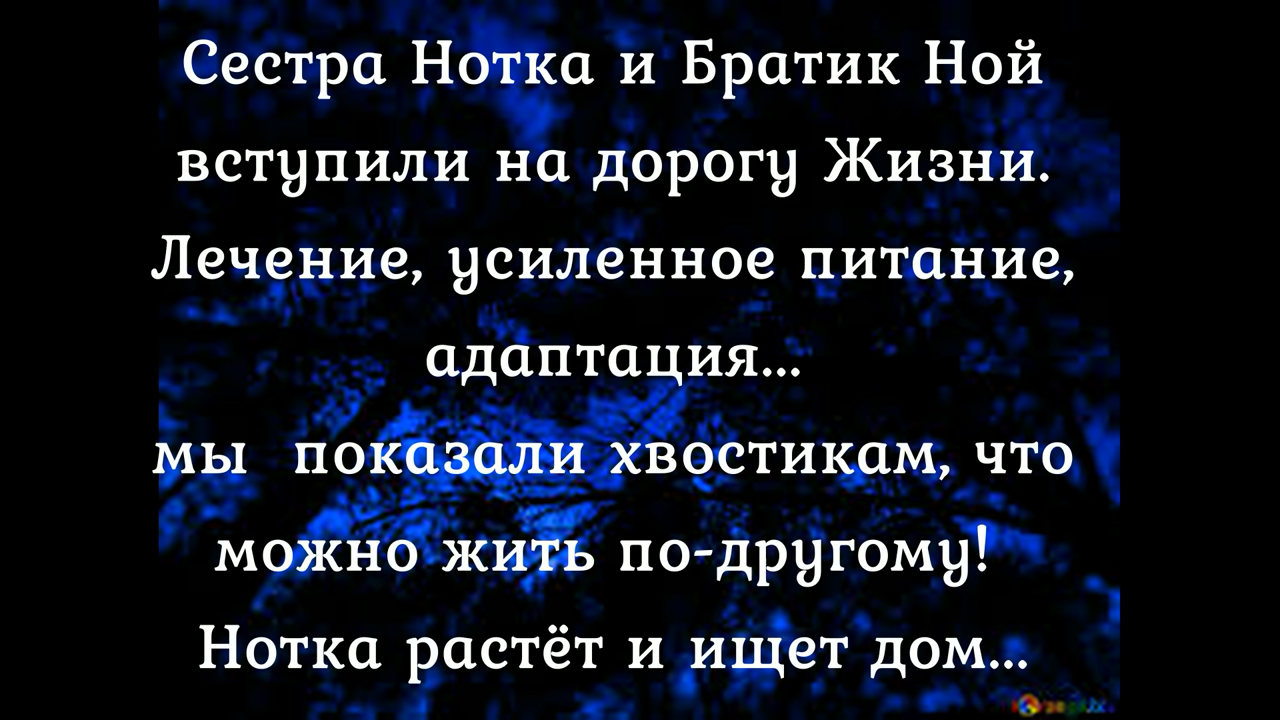 Сестра Нотка и Братик Ной
вступили на дорогу Жизни.
Лечение, усиленное питание,
адаптация...
мы показали хвостикам, что
можно жить по-другому!
Нотка растёт и ищет дом...